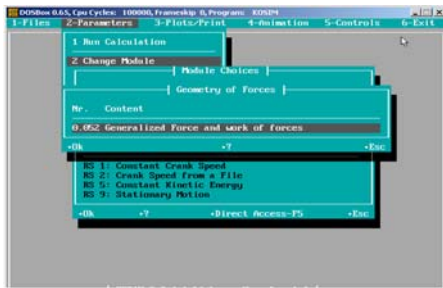 DOSBox 0.65, Cpu Cycles: 100000, Frameskip 0, Program: KOSIM
1-Files 2-Parameters 3-Plots/Print 4-Animation 5-Controls 6-Exit
1 Run Calculation
2 Change Module
Module Choices
Geometry of Forces
Nr. Content
0.052 Generalized Force and work of forces
◂Ok ◂? ◂Esc
RS 1: Constant Crank Speed
RS 2: Crank Speed from a File
RS 5: Constant Kinetic Energy
RS 9: Stationary Motion
◂Ok ◂? ◂Direct Access-F5 ◂Esc